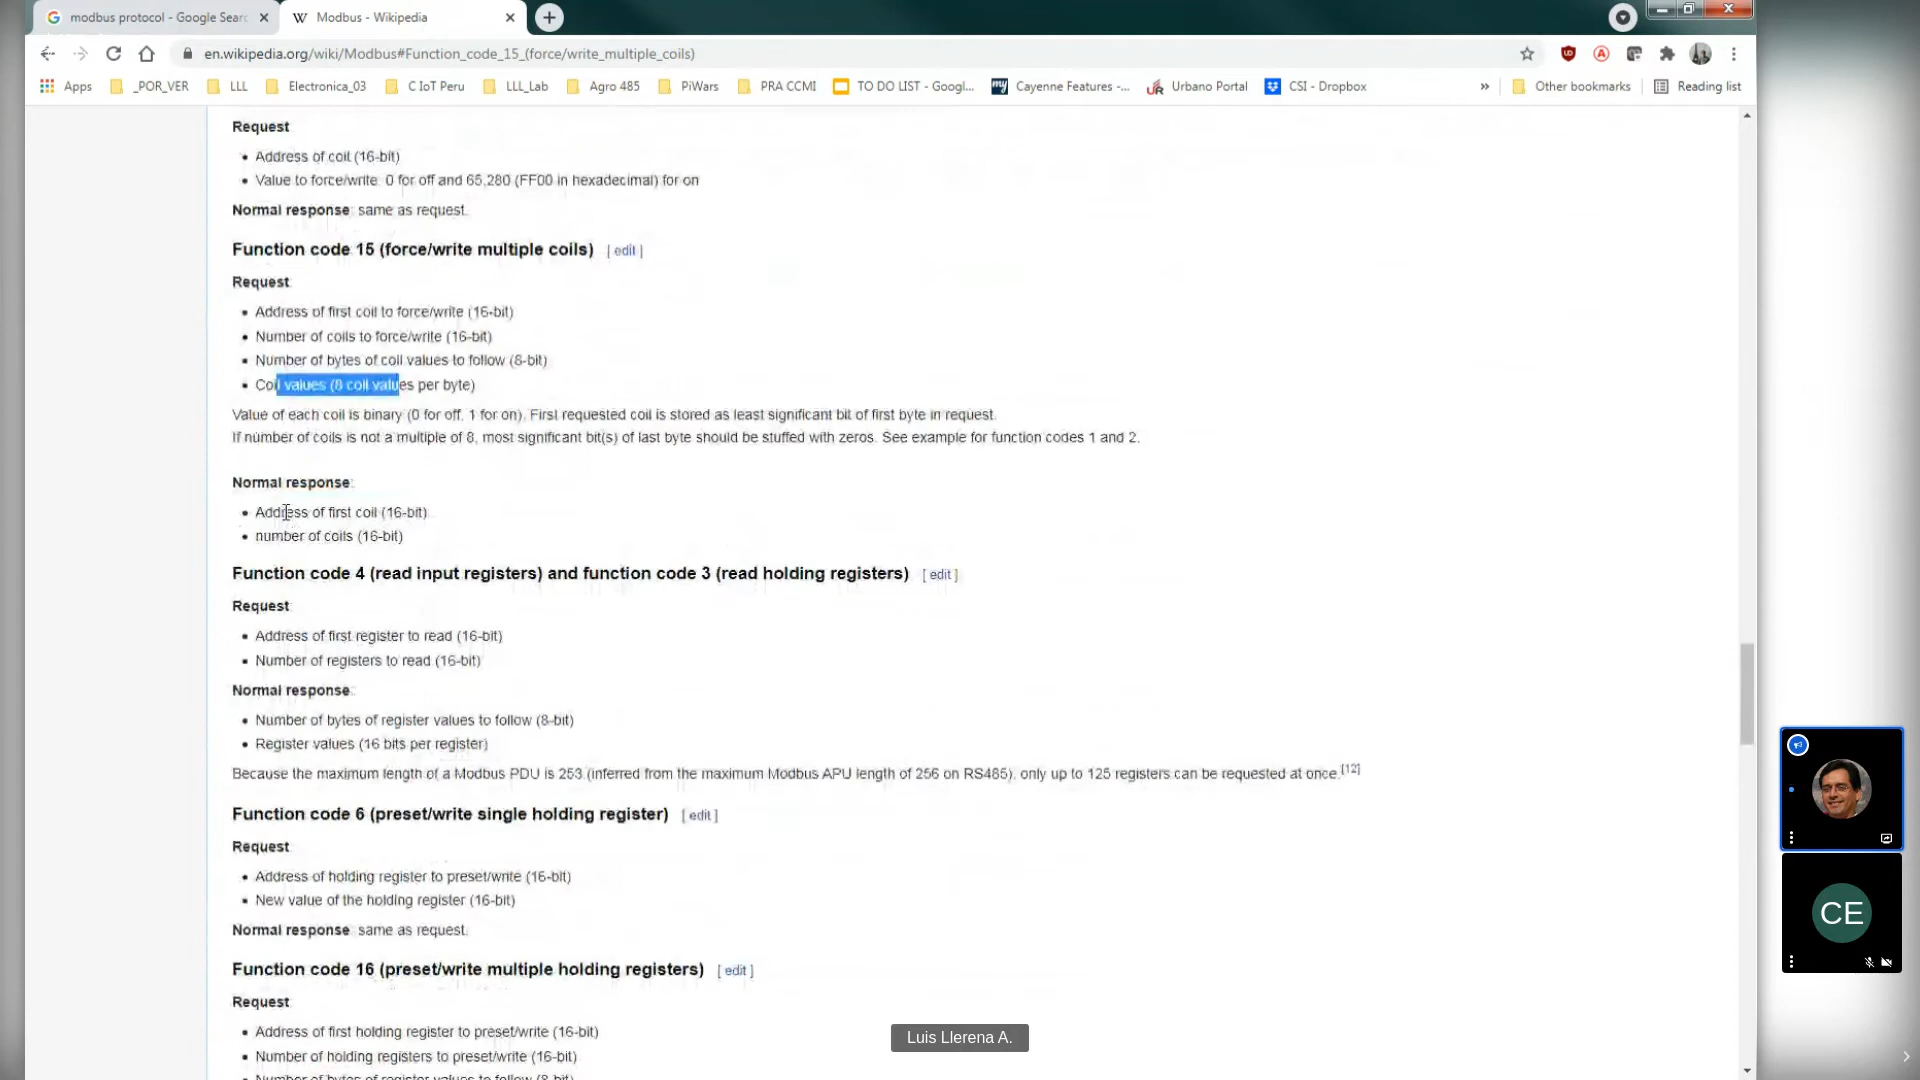 modbus protocol - Google Searc
Modbus - Wikipedia
en.wikipedia.org/wiki/Modbus#Function_code_15_(force/write_multiple_coils)
Apps _POR_VER LLL Electronica_03 C IoT Peru LLL_Lab Agro 485 PiWars PRA CCMI TO DO LIST - Googl... Cayenne Features -... Urbano Portal CSI - Dropbox » Other bookmarks Reading list
Request
• Address of coil (16-bit)
• Value to force/write: 0 for off and 65,280 (FF00 in hexadecimal) for on
Normal response: same as request.
Function code 15 (force/write multiple coils) [ edit ]
Request:
• Address of first coil to force/write (16-bit)
• Number of coils to force/write (16-bit)
• Number of bytes of coil values to follow (8-bit)
• Coil values (8 coil values per byte)
Value of each coil is binary (0 for off, 1 for on). First requested coil is stored as least significant bit of first byte in request.
If number of coils is not a multiple of 8, most significant bit(s) of last byte should be stuffed with zeros. See example for function codes 1 and 2.
Normal response:
• Address of first coil (16-bit)
• number of coils (16-bit)
Function code 4 (read input registers) and function code 3 (read holding registers) [ edit ]
Request
• Address of first register to read (16-bit)
• Number of registers to read (16-bit)
Normal response:
• Number of bytes of register values to follow (8-bit)
• Register values (16 bits per register)
Because the maximum length of a Modbus PDU is 253 (inferred from the maximum Modbus APU length of 256 on RS485), only up to 125 registers can be requested at once.[12]
Function code 6 (preset/write single holding register) [ edit ]
Request
• Address of holding register to preset/write (16-bit)
• New value of the holding register (16-bit)
Normal response: same as request.
Function code 16 (preset/write multiple holding registers) [ edit ]
Request
• Address of first holding register to preset/write (16-bit)
• Number of holding registers to preset/write (16-bit)
• Number of bytes of register values to follow (8-bit)
CE
Luis Llerena A.